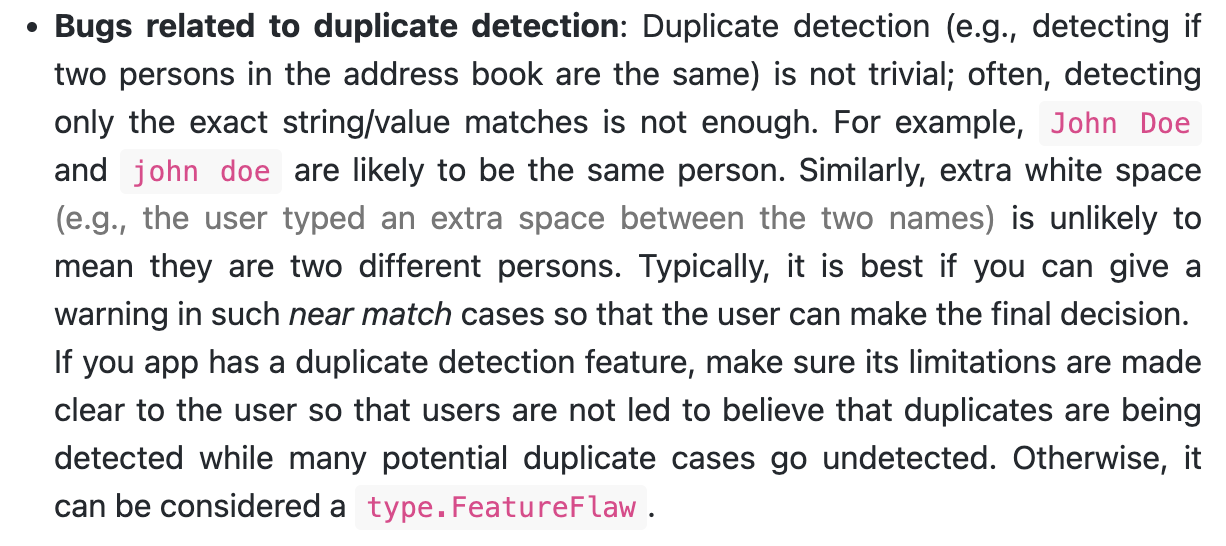 • Bugs related to duplicate detection: Duplicate detection (e.g., detecting if
two persons in the address book are the same) is not trivial; often, detecting
only the exact string/value matches is not enough. For example, John Doe
and john doe are likely to be the same person. Similarly, extra white space
(e.g., the user typed an extra space between the two names) is unlikely to
mean they are two different persons. Typically, it is best if you can give a
warning in such near match cases so that the user can make the final decision.
If you app has a duplicate detection feature, make sure its limitations are made
clear to the user so that users are not led to believe that duplicates are being
detected while many potential duplicate cases go undetected. Otherwise, it
can be considered a type.FeatureFlaw.